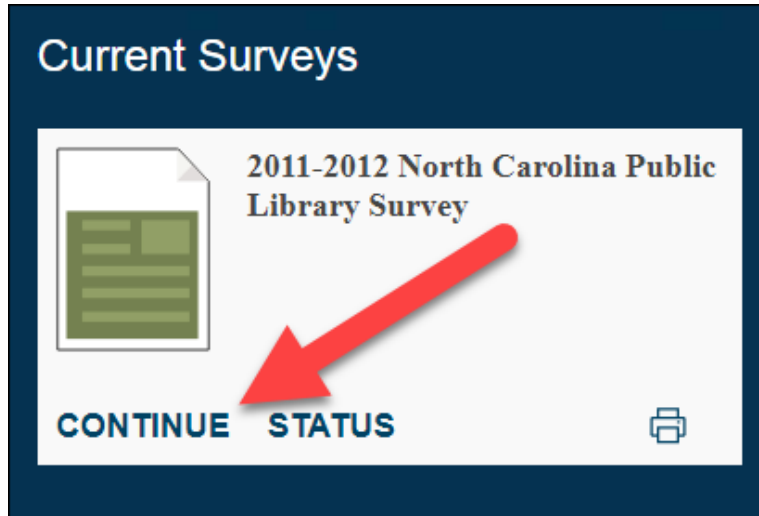 Current Surveys
2011-2012 North Carolina Public
Library Survey
CONTINUE STATUS